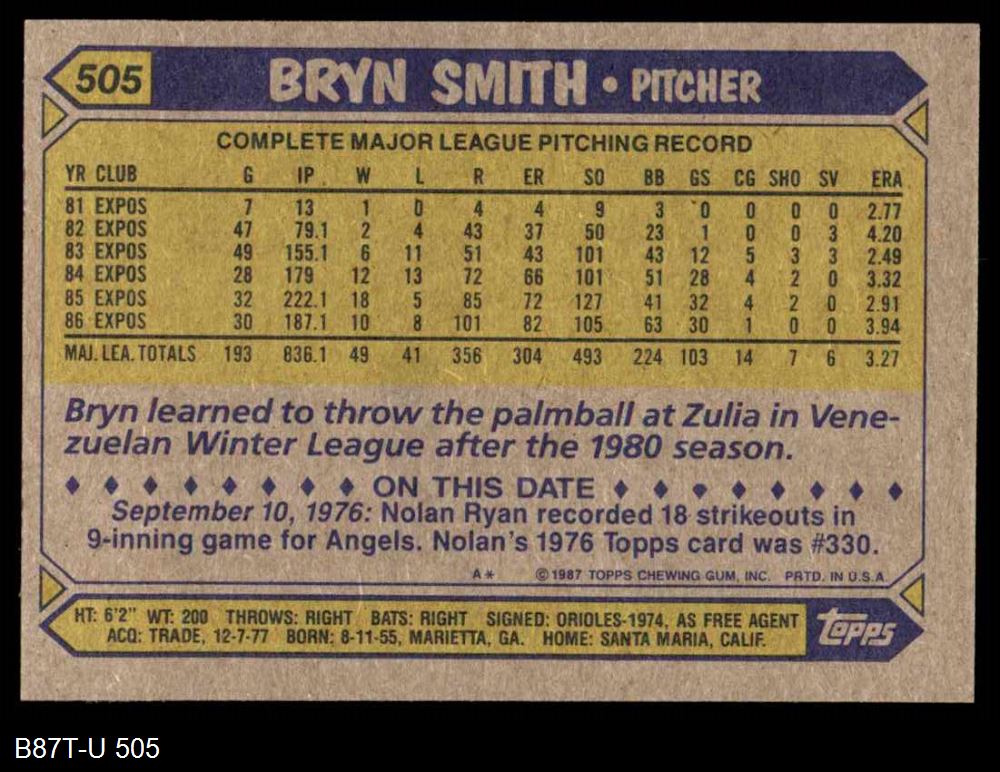 505 BRYN SMITH • PITCHER
COMPLETE MAJOR LEAGUE PITCHING RECORD
YR CLUB G IP W L R ER SO BB GS CG SHO SV ERA
81 EXPOS 7 13 1 0 4 4 9 3 0 0 0 0 2.77
82 EXPOS 47 79.1 2 4 43 37 50 23 1 0 0 3 4.20
83 EXPOS 49 155.1 6 11 51 43 101 43 12 5 3 3 2.49
84 EXPOS 28 179 12 13 72 66 101 51 28 4 2 0 3.32
85 EXPOS 32 222.1 18 5 85 72 127 41 32 4 2 0 2.91
86 EXPOS 30 187.1 10 8 101 82 105 63 30 1 0 0 3.94
MAJ. LEA. TOTALS 193 836.1 49 41 356 304 493 224 103 14 7 6 3.27
Bryn learned to throw the palmball at Zulia in Vene-
zuelan Winter League after the 1980 season.
♦ ♦ ♦ ♦ ♦ ♦ ♦ ♦ ON THIS DATE ♦ ♦ ♦ ♦ ♦ ♦ ♦ ♦
September 10, 1976: Nolan Ryan recorded 18 strikeouts in
9-inning game for Angels. Nolan's 1976 Topps card was #330.
A* © 1987 TOPPS CHEWING GUM, INC. PRTD. IN U.S.A.
HT: 6'2" WT: 200 THROWS: RIGHT BATS: RIGHT SIGNED: ORIOLES-1974, AS FREE AGENT
ACQ: TRADE, 12-7-77 BORN: 8-11-55, MARIETTA, GA. HOME: SANTA MARIA, CALIF.
Topps
B87T-U 505